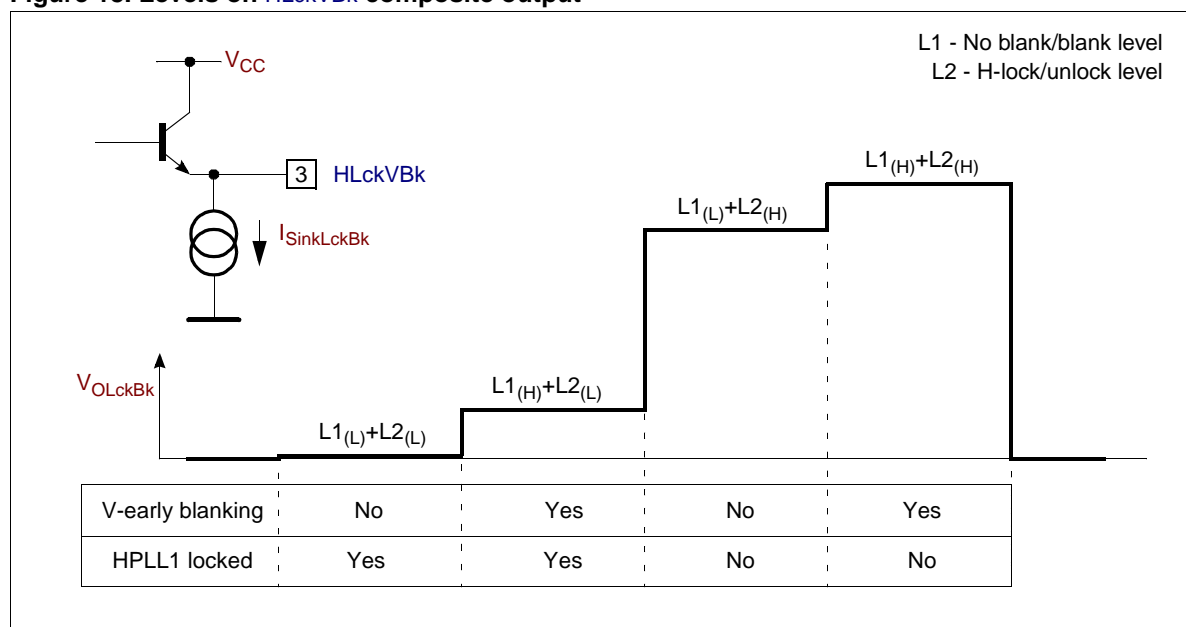 L1 - No blank/blank level
L2 - H-lock/unlock level
VCC
3 HLckVBk
ISinkLckBk
VOLckBk
L1(L)+L2(L)
L1(H)+L2(L)
L1(L)+L2(H)
L1(H)+L2(H)
V-early blanking No Yes No Yes
HPLL1 locked Yes Yes No No